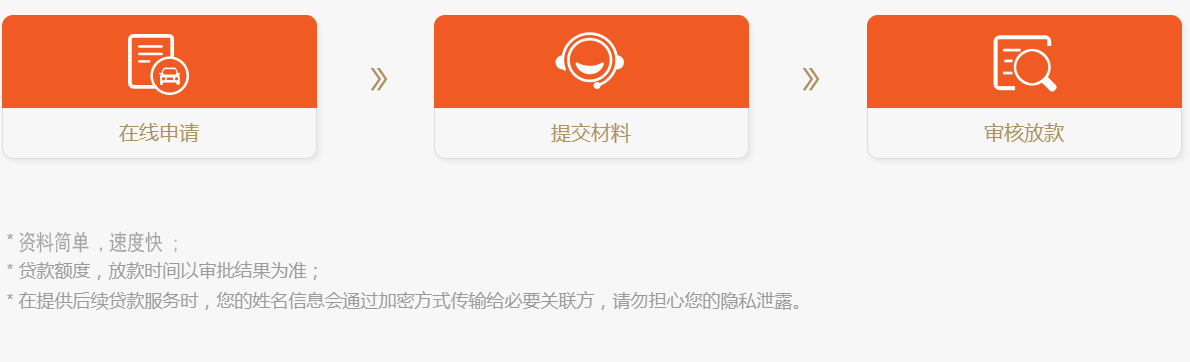 在线申请
提交材料
审核放款
* 资料简单，速度快 ；
* 贷款额度，放款时间以审批结果为准；
* 在提供后续贷款服务时，您的姓名信息会通过加密方式传输给必要关联方，请勿担心您的隐私泄露。